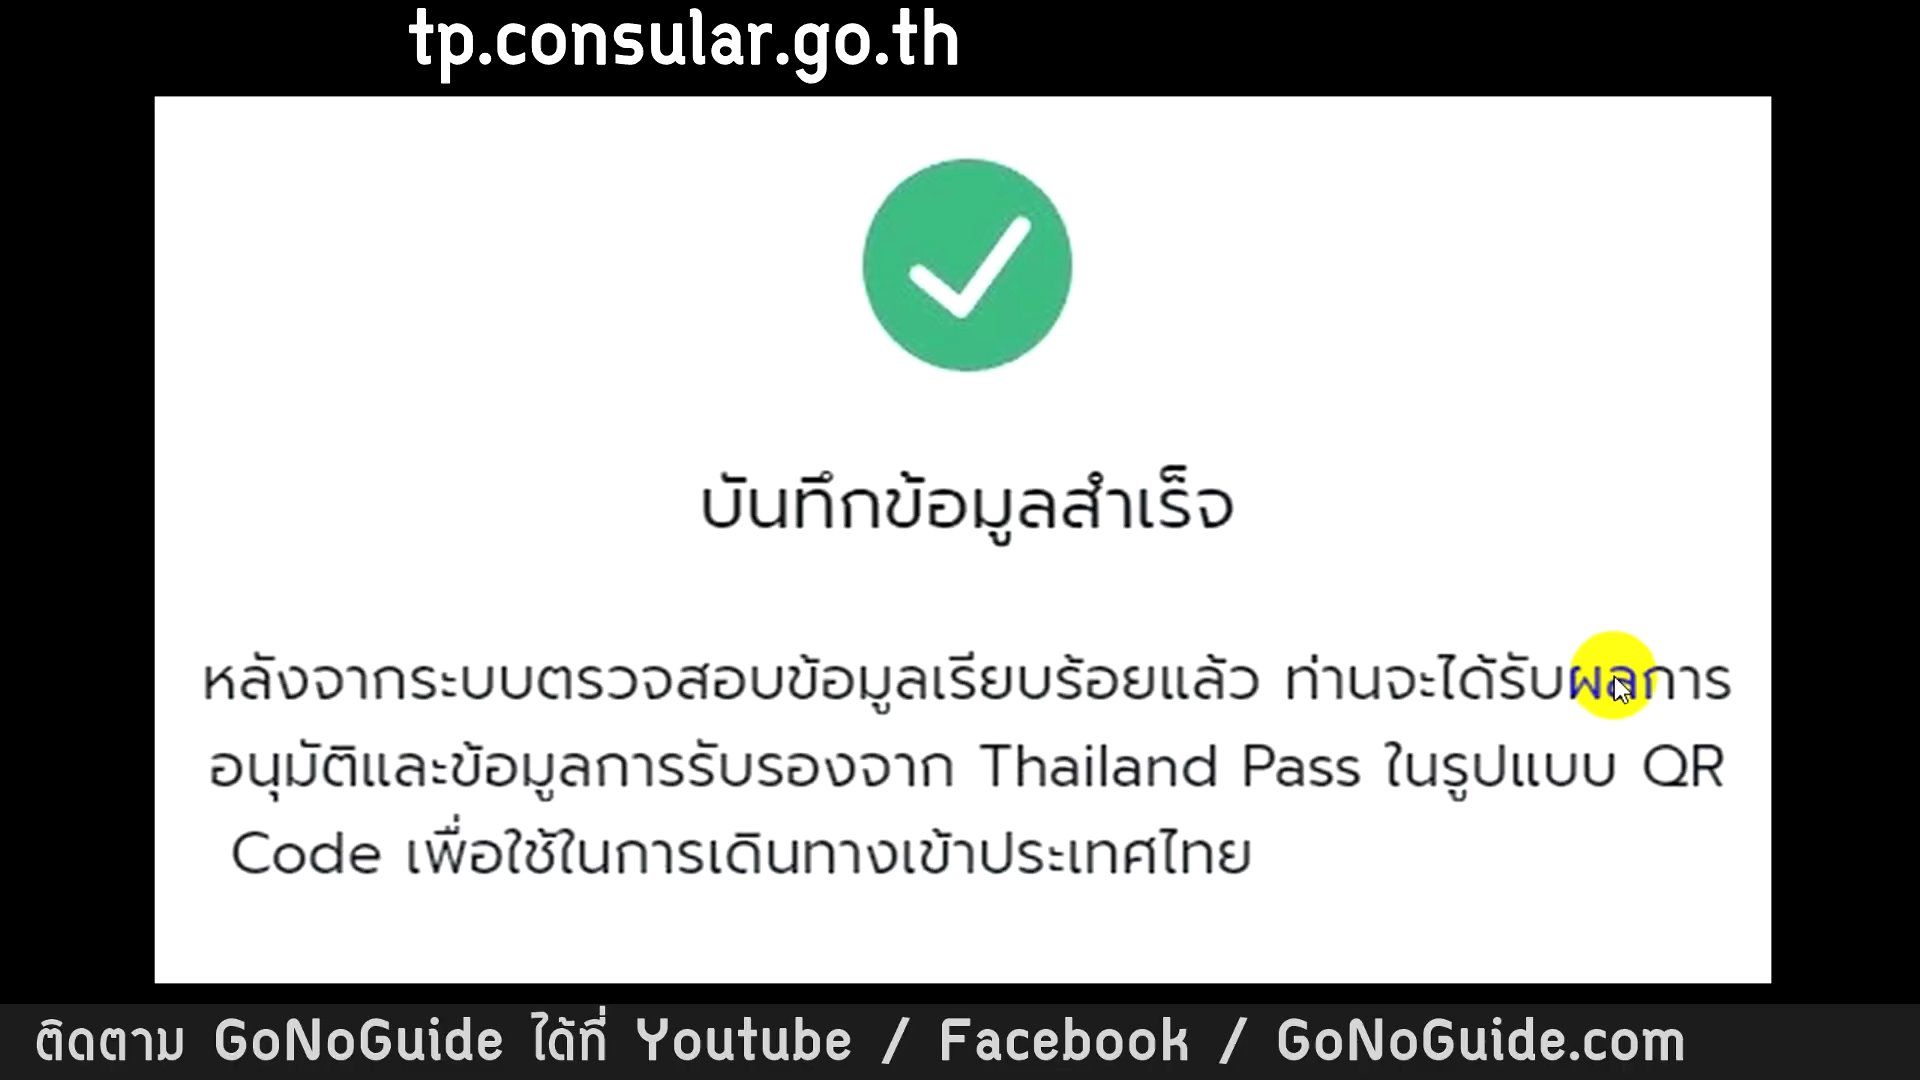 tp.consular.go.th
บันทึกข้อมูลสำเร็จ
หลังจากระบบตรวจสอบข้อมูลเรียบร้อยแล้ว ท่านจะได้รับผลการ
อนุมัติและข้อมูลการรับรองจาก Thailand Pass ในรูปแบบ QR
Code เพื่อใช้ในการเดินทางเข้าประเทศไทย
ติดตาม GoNoGuide ได้ที่ Youtube / Facebook / GoNoGuide.com